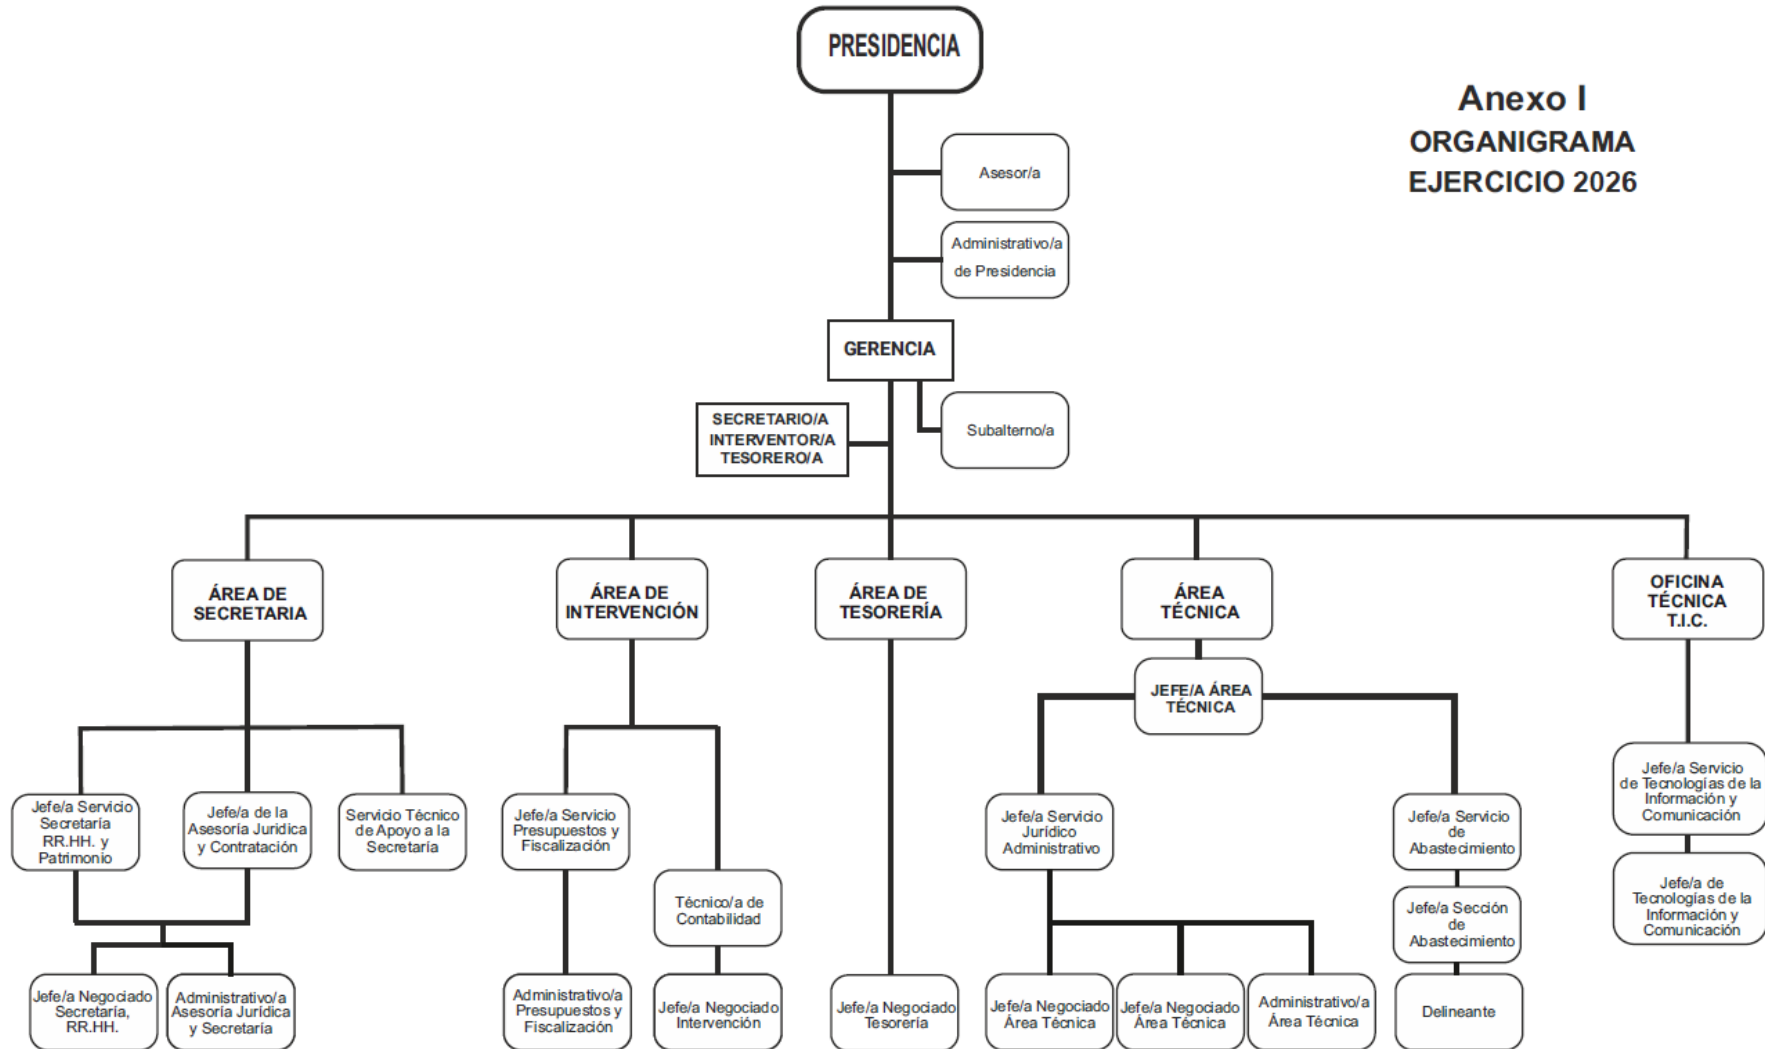 PRESIDENCIA
Anexo I
ORGANIGRAMA
EJERCICIO 2026
Asesor/a
Administrativo/a
de Presidencia
GERENCIA
SECRETARIO/A
INTERVENTOR/A
TESORERO/A
Subalterno/a
ÁREA DE
SECRETARIA
ÁREA DE
INTERVENCIÓN
ÁREA DE
TESORERÍA
ÁREA
TÉCNICA
OFICINA
TÉCNICA
T.I.C.
JEFE/A ÁREA
TÉCNICA
Jefe/a Servicio
Secretaría
RR.HH. y
Patrimonio
Jefe/a de la
Asesoría Jurídica
y Contratación
Servicio Técnico
de Apoyo a la
Secretaría
Jefe/a Servicio
Presupuestos y
Fiscalización
Técnico/a de
Contabilidad
Jefe/a Servicio
Jurídico
Administrativo
Jefe/a Servicio
de
Abastecimiento
Jefe/a Sección
de
Abastecimiento
Jefe/a Servicio
de Tecnologías de la
Información y
Comunicación
Jefe/a de
Tecnologías de la
Información y
Comunicación
Jefe/a Negociado
Secretaría,
RR.HH.
Administrativo/a
Asesoría Jurídica
y Secretaría
Administrativo/a
Presupuestos y
Fiscalización
Jefe/a Negociado
Intervención
Jefe/a Negociado
Tesorería
Jefe/a Negociado
Área Técnica
Jefe/a Negociado
Área Técnica
Administrativo/a
Área Técnica
Delineante